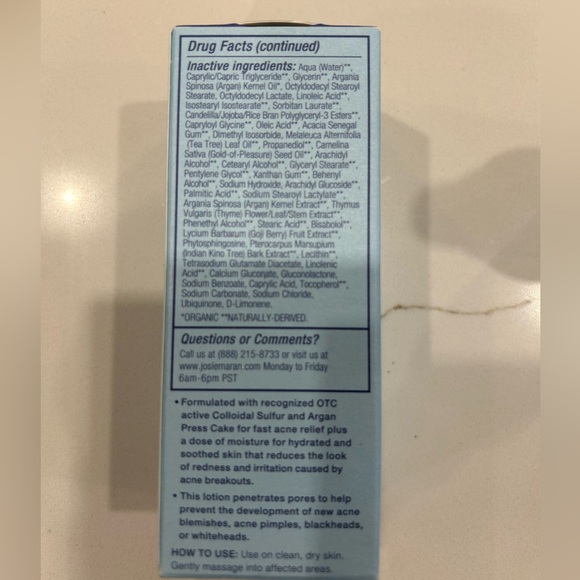 Drug Facts (continued)
Inactive ingredients: Aqua (Water)**,
Caprylic/Capric Triglyceride**, Glycerin**, Argania
Spinosa (Argan) Kernel Oil*, Octyldodecyl Stearoyl
Stearate, Octyldodecyl Lactate, Linoleic Acid**,
Isostearyl Isostearate**, Sorbitan Laurate**,
Candelilla/Jojoba/Rice Bran Polyglyceryl-3 Esters**,
Capryloyl Glycine**, Oleic Acid**, Acacia Senegal
Gum**, Dimethyl Isosorbide, Melaleuca Alternifolia
(Tea Tree) Leaf Oil**, Propanediol**, Camelina
Sativa (Gold-of-Pleasure) Seed Oil**, Arachidyl
Alcohol**, Cetearyl Alcohol**, Glyceryl Stearate**,
Pentylene Glycol**, Xanthan Gum**, Behenyl
Alcohol**, Sodium Hydroxide, Arachidyl Glucoside**,
Palmitic Acid**, Sodium Stearoyl Lactylate**,
Argania Spinosa (Argan) Kernel Extract**, Thymus
Vulgaris (Thyme) Flower/Leaf/Stem Extract**,
Phenethyl Alcohol**, Stearic Acid**, Bisabolol**,
Lycium Barbarum (Goji Berry) Fruit Extract**,
Phytosphingosine, Pterocarpus Marsupium
(Indian Kino Tree) Bark Extract**, Lecithin**,
Tetrasodium Glutamate Diacetate, Linolenic
Acid**, Calcium Gluconate, Gluconolactone,
Sodium Benzoate, Caprylic Acid, Tocopherol**,
Sodium Carbonate, Sodium Chloride,
Ubiquinone, D-Limonene.
*ORGANIC **NATURALLY-DERIVED.
Questions or Comments?
Call us at (888) 215-8733 or visit us at
www.josiemaran.com Monday to Friday
6am-6pm PST
• Formulated with recognized OTC
active Colloidal Sulfur and Argan
Press Cake for fast acne relief plus
a dose of moisture for hydrated and
soothed skin that reduces the look
of redness and irritation caused by
acne breakouts.
• This lotion penetrates pores to help
prevent the development of new acne
blemishes, acne pimples, blackheads,
or whiteheads.
HOW TO USE: Use on clean, dry skin.
Gently massage into affected areas.